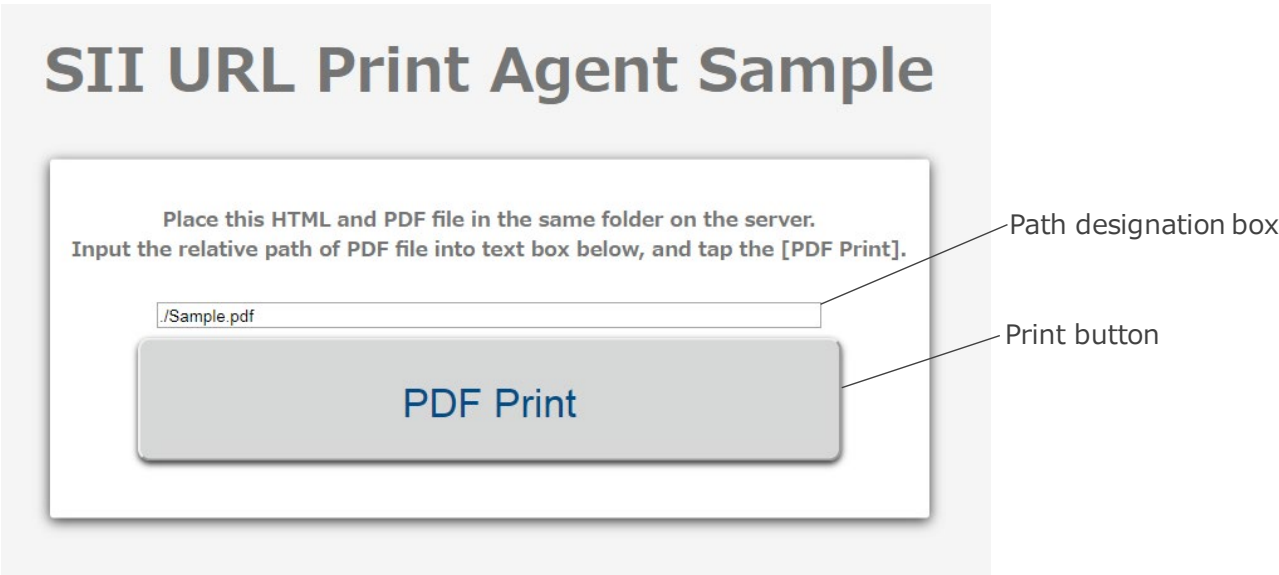 SII URL Print Agent Sample
Place this HTML and PDF file in the same folder on the server.
Input the relative path of PDF file into text box below, and tap the [PDF Print].
Path designation box
./Sample.pdf
Print button
PDF Print